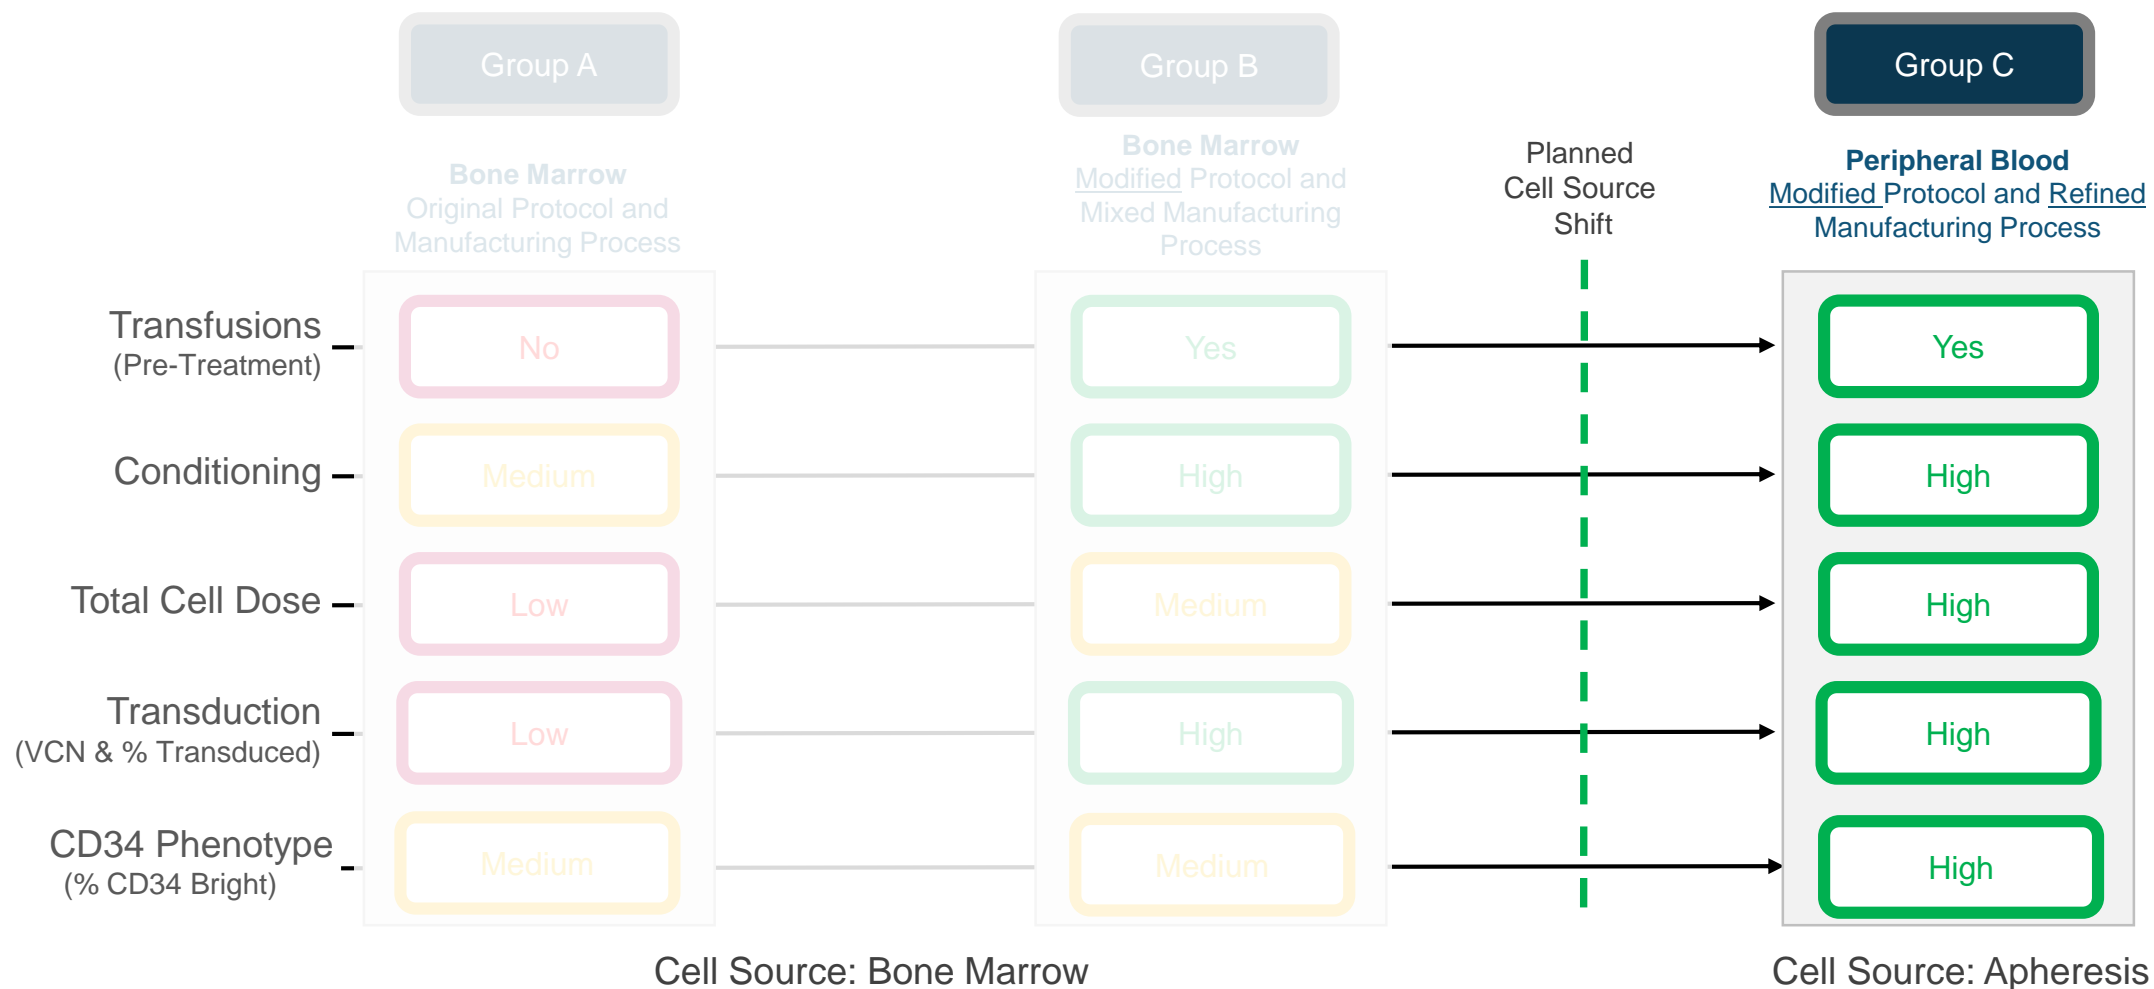 Group A
Group B
Group C
Bone Marrow
Original Protocol and
Manufacturing Process
Bone Marrow
Modified Protocol and
Mixed Manufacturing
Process
Planned
Cell Source
Shift
Peripheral Blood
Modified Protocol and Refined
Manufacturing Process
Transfusions
(Pre-Treatment)
No
Yes
Yes
Conditioning
Medium
High
High
Total Cell Dose
Low
Medium
High
Transduction
(VCN & % Transduced)
Low
High
High
CD34 Phenotype
(% CD34 Bright)
Medium
Medium
High
Cell Source: Bone Marrow
Cell Source: Apheresis